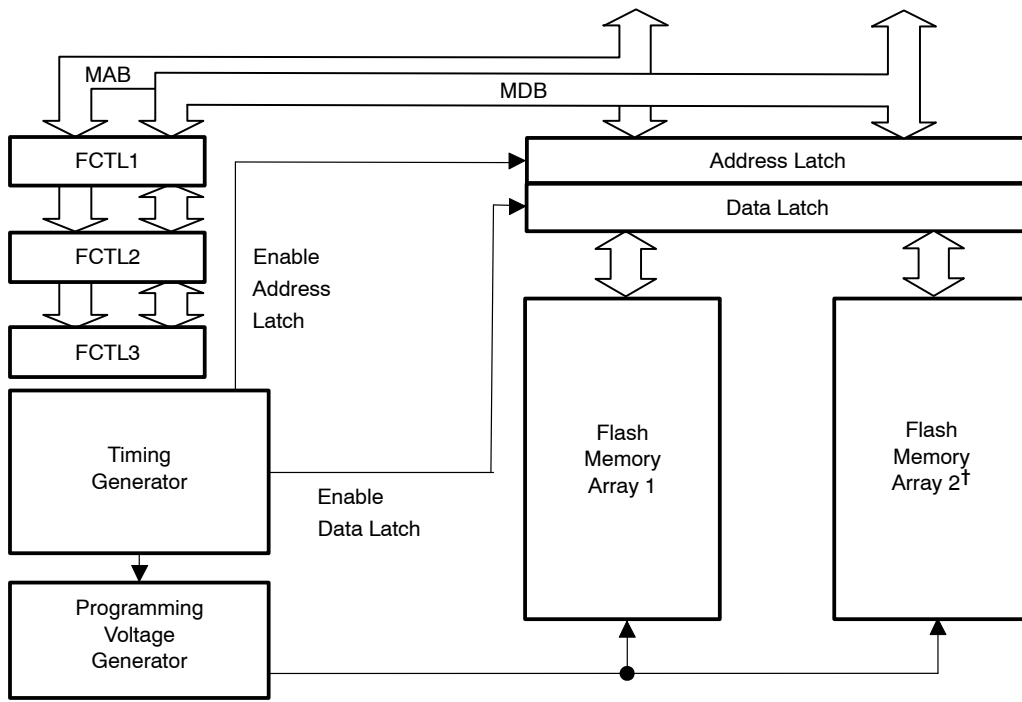 MAB
MDB
FCTL1
Address Latch
Data Latch
FCTL2
Enable
Address
Latch
FCTL3
Timing
Generator
Flash
Memory
Array 1
Flash
Memory
Array 2†
Enable
Data Latch
Programming
Voltage
Generator